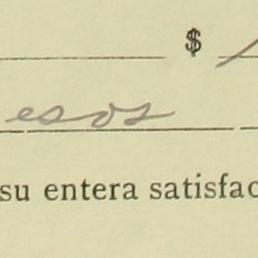 $
esos
su entera satisfac